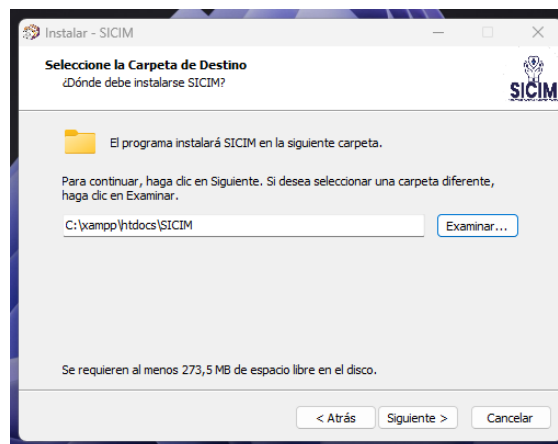 Instalar - SICIM
Seleccione la Carpeta de Destino
¿Dónde debe instalarse SICIM?
SICIM
El programa instalará SICIM en la siguiente carpeta.
Para continuar, haga clic en Siguiente. Si desea seleccionar una carpeta diferente,
haga clic en Examinar.
C:\xampp\htdocs\SICIM
Examinar...
Se requieren al menos 273,5 MB de espacio libre en el disco.
< Atrás
Siguiente >
Cancelar